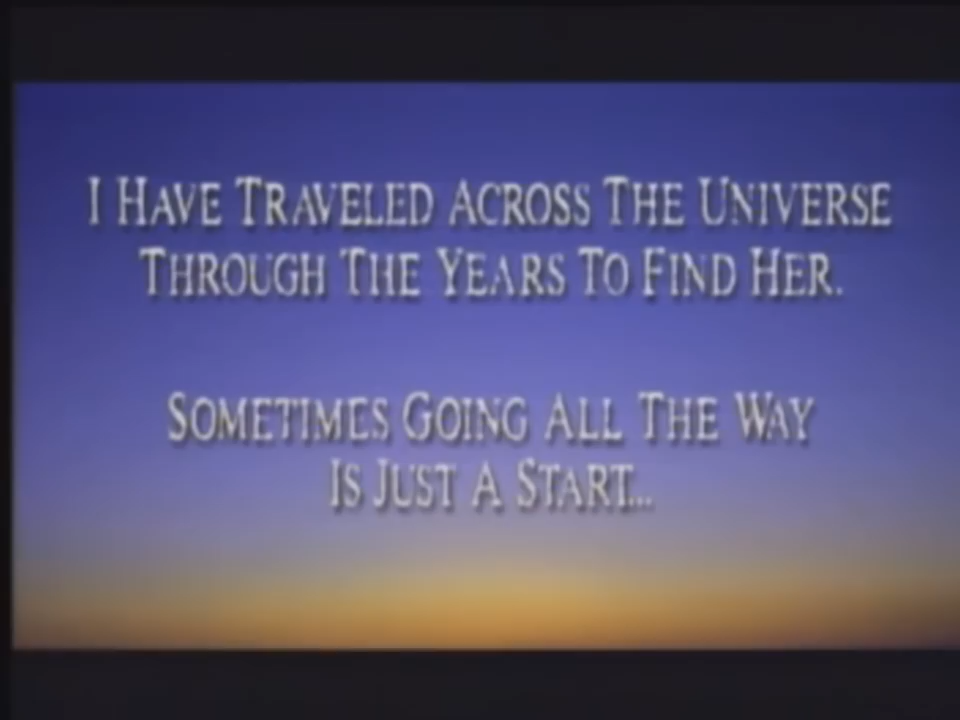 I HAVE TRAVELED ACROSS THE UNIVERSE
THROUGH THE YEARS TO FIND HER.
SOMETIMES GOING ALL THE WAY
IS JUST A START...